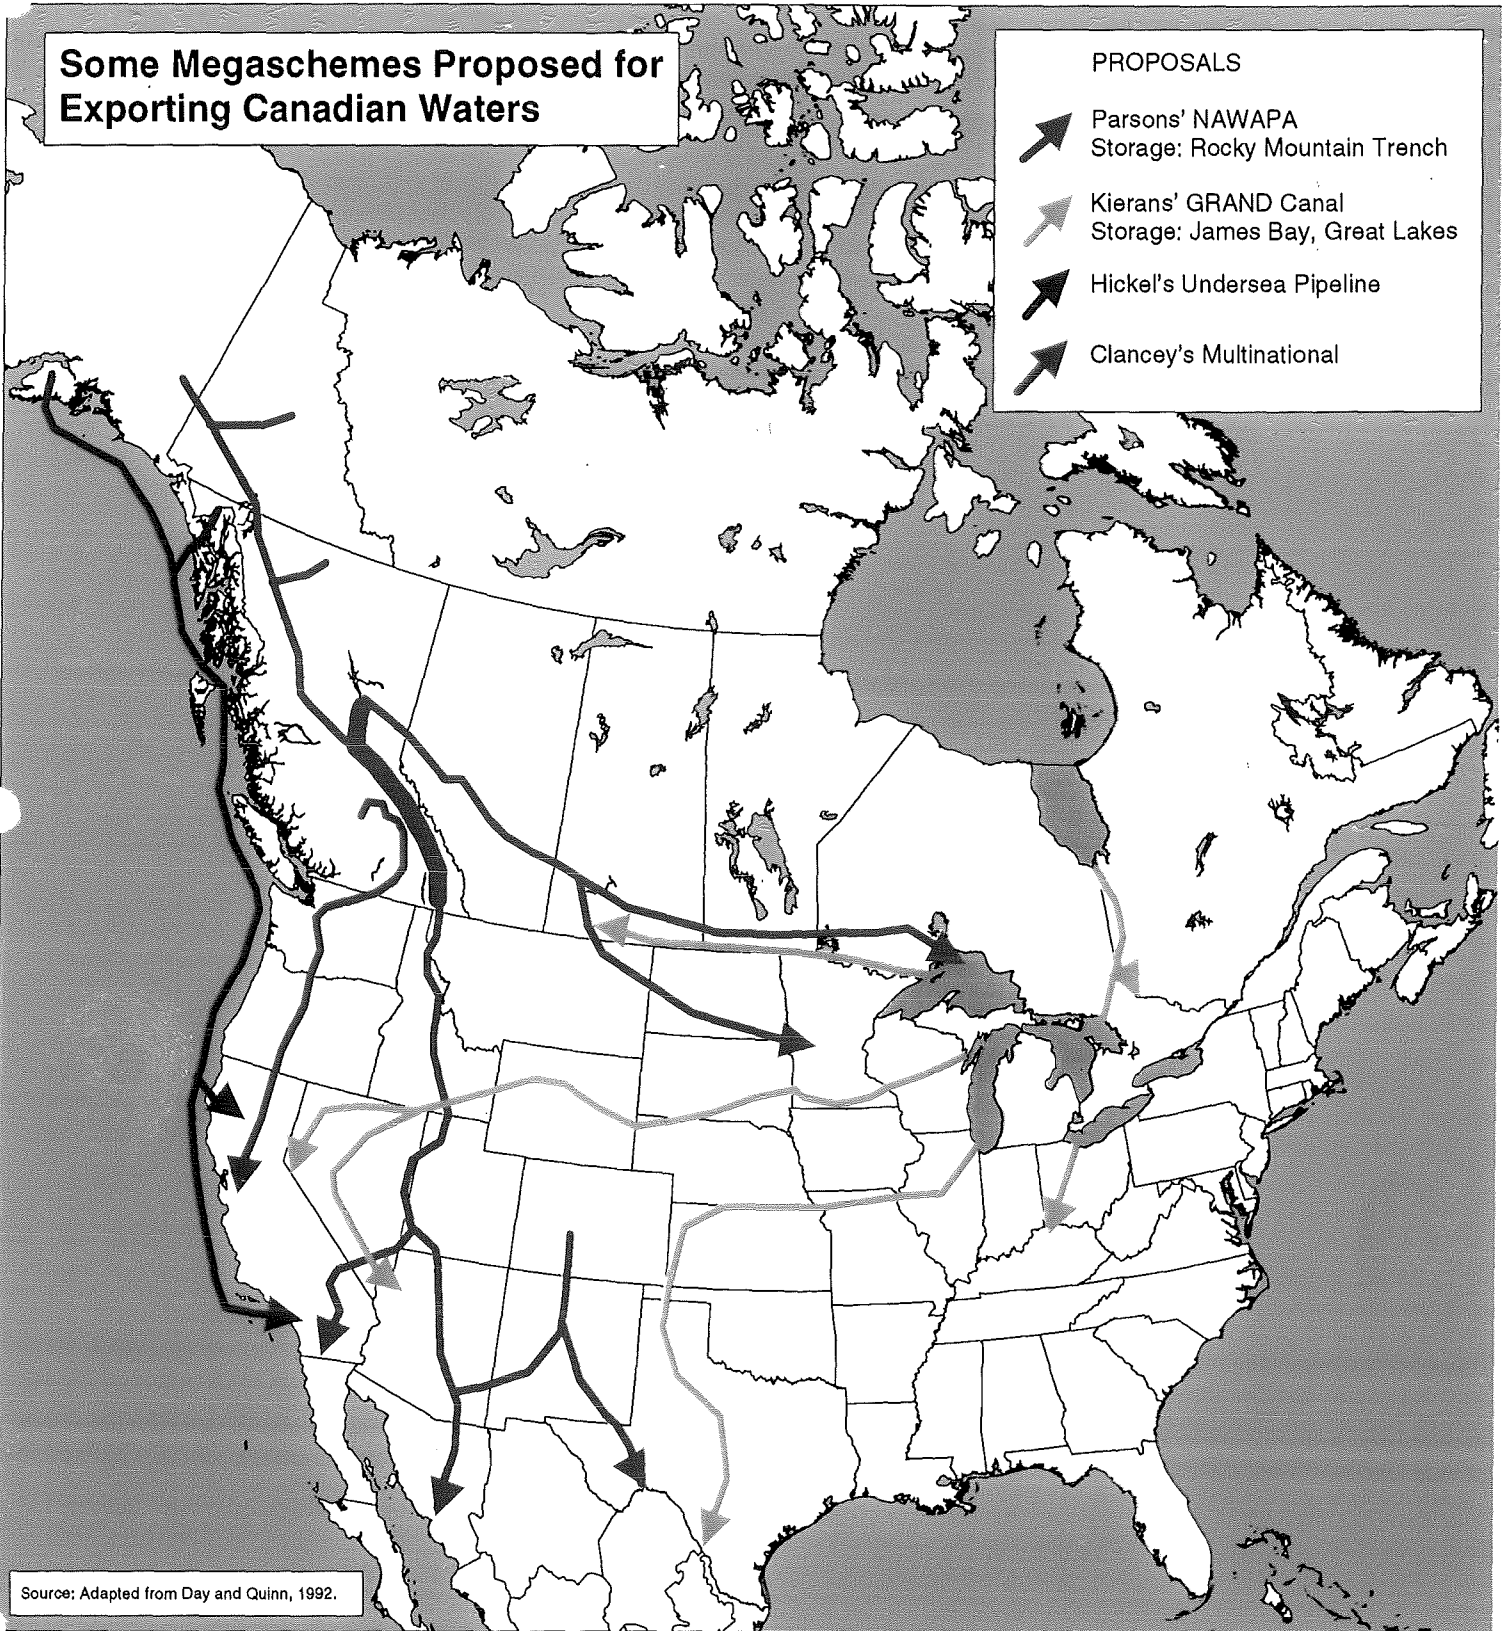 Some Megaschemes Proposed for
Exporting Canadian Waters
PROPOSALS
Parsons' NAWAPA
Storage: Rocky Mountain Trench
Kierans' GRAND Canal
Storage: James Bay, Great Lakes
Hickel's Undersea Pipeline
Clancey's Multinational
Source: Adapted from Day and Quinn, 1992.